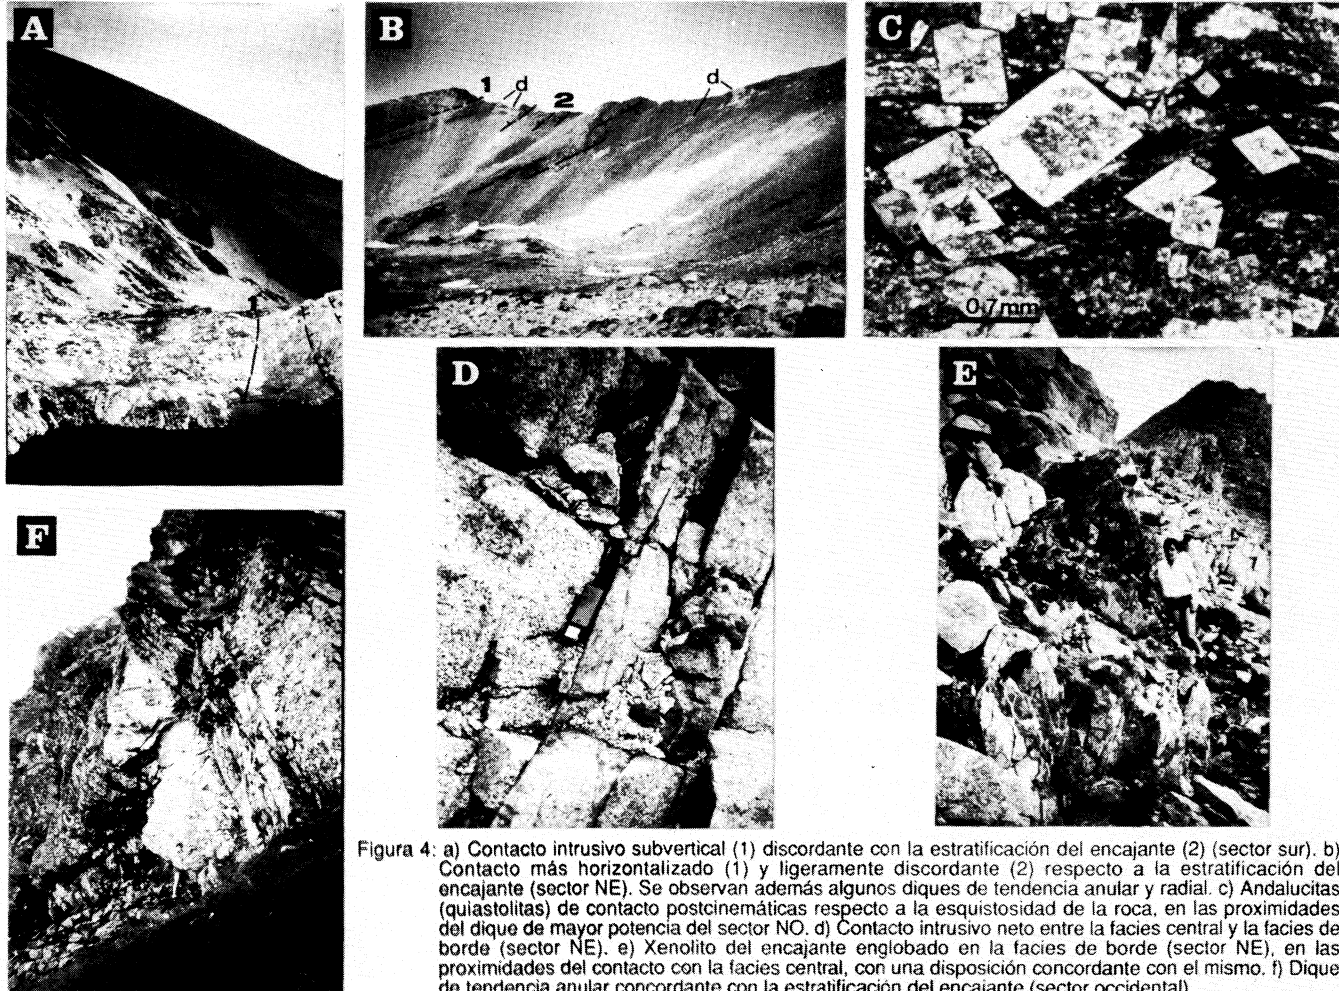 A
B
C
1
d
2
d
0.7mm
1
D
E
F
Figura 4: a) Contacto intrusivo subvertical (1) discordante con la estratificación del encajante (2) (sector sur). b)
Contacto más horizontalizado (1) y ligeramente discordante (2) respecto a la estratificación del
encajante (sector NE). Se observan además algunos diques de tendencia anular y radial. c) Andalucitas
(quiastolitas) de contacto postcinemáticas respecto a la esquistosidad de la roca, en las proximidades
del dique de mayor potencia del sector NO. d) Contacto intrusivo neto entre la facies central y la facies de
borde (sector NE). e) Xenolito del encajante englobado en la facies de borde (sector NE), en las
proximidades del contacto con la facies central, con una disposición concordante con el mismo. f) Dique
de tendencia anular concordante con la estratificación del encajante (sector occidental).